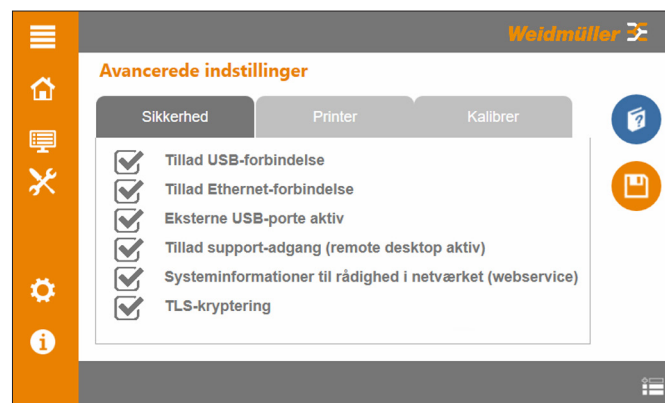 Weidmüller
Avancerede indstillinger
Sikkerhed
Printer
Kalibrer
Tillad USB-forbindelse
Tillad Ethernet-forbindelse
Eksterne USB-porte aktiv
Tillad support-adgang (remote desktop aktiv)
Systeminformationer til rådighed i netværket (webservice)
TLS-kryptering